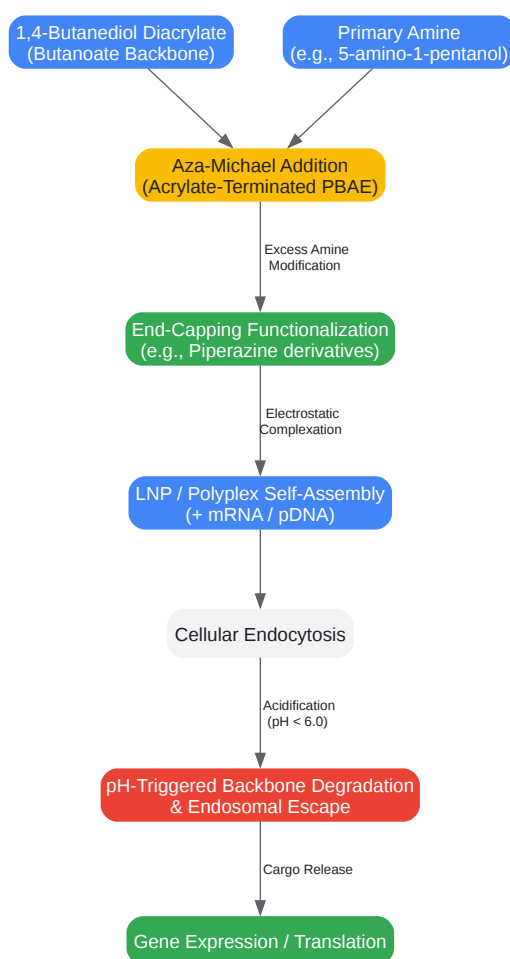 1,4-Butanediol Diacrylate
(Butanoate Backbone)
Primary Amine
(e.g., 5-amino-1-pentanol)
Aza-Michael Addition
(Acrylate-Terminated PBAE)
Excess Amine
Modification
End-Capping Functionalization
(e.g., Piperazine derivatives)
Electrostatic
Complexation
LNP / Polyplex Self-Assembly
(+ mRNA / pDNA)
Cellular Endocytosis
Acidification
(pH < 6.0)
pH-Triggered Backbone Degradation
& Endosomal Escape
Cargo Release
Gene Expression / Translation